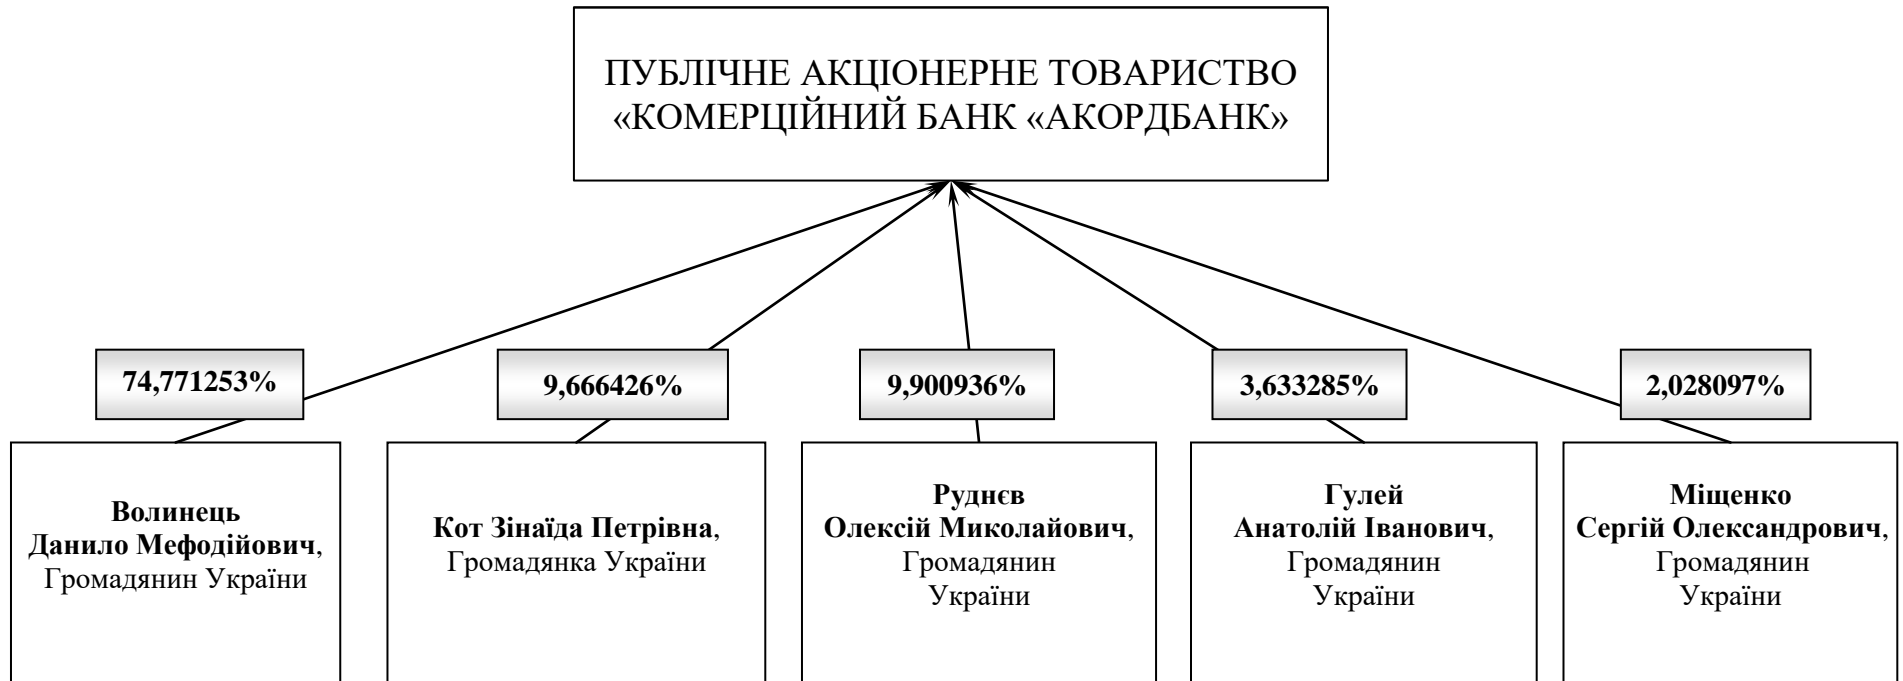 ПУБЛІЧНЕ АКЦІОНЕРНЕ ТОВАРИСТВО
«КОМЕРЦІЙНИЙ БАНК «АКОРДБАНК»
74,771253%
9,666426%
9,900936%
3,633285%
2,028097%
Волинець
Данило Мефодійович,
Громадянин України
Кот Зінаїда Петрівна,
Громадянка України
Руднєв
Олексій Миколайович,
Громадянин
України
Гулей
Анатолій Іванович,
Громадянин
України
Міщенко
Сергій Олександрович,
Громадянин
України